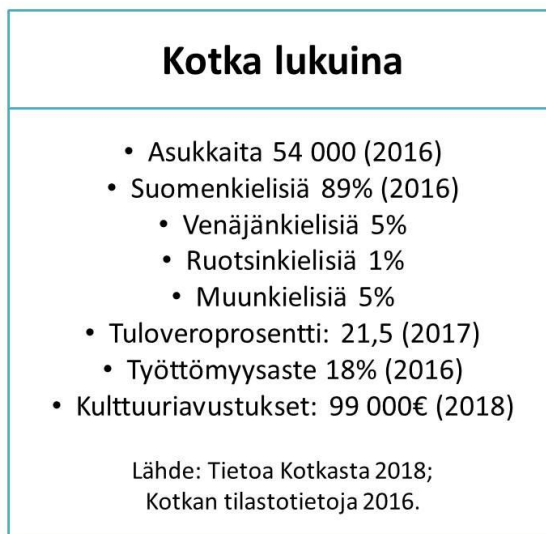 Kotka lukuina
• Asukkaita 54 000 (2016)
• Suomenkielisiä 89% (2016)
• Venäjänkielisiä 5%
• Ruotsinkielisiä 1%
• Muunkielisiä 5%
• Tuloveroprosentti: 21,5 (2017)
• Työttömyysaste 18% (2016)
• Kulttuuriavustukset: 99 000€ (2018)
Lähde: Tietoa Kotkasta 2018;
Kotkan tilastotietoja 2016.